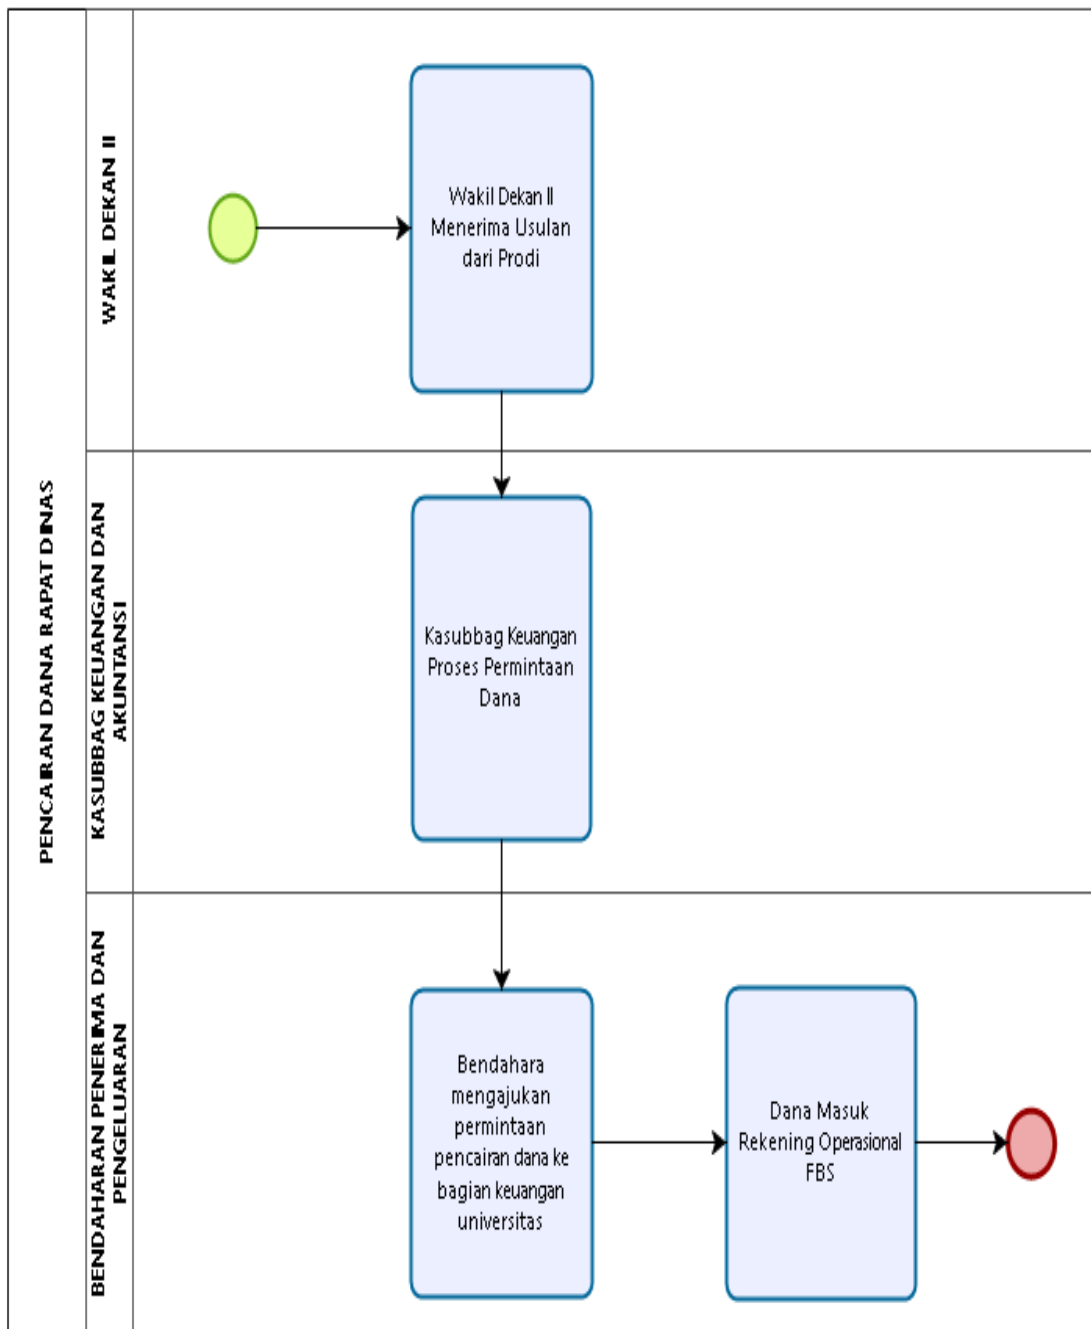 PENCAIRAN DANA RAPAT DINAS
WAKIL DEKAN II
Wakil Dekan II
Menerima Usulan
dari Prodi
KASUBBAG KEUANGAN DAN
AKUNTANSI
Kasubbag Keuangan
Proses Permintaan
Dana
BENDAHARAN PENERIMA DAN
PENGELUARAN
Bendahara
mengajukan
permintaan
pencairan dana ke
bagian keuangan
universitas
Dana Masuk
Rekening Operasional
FBS